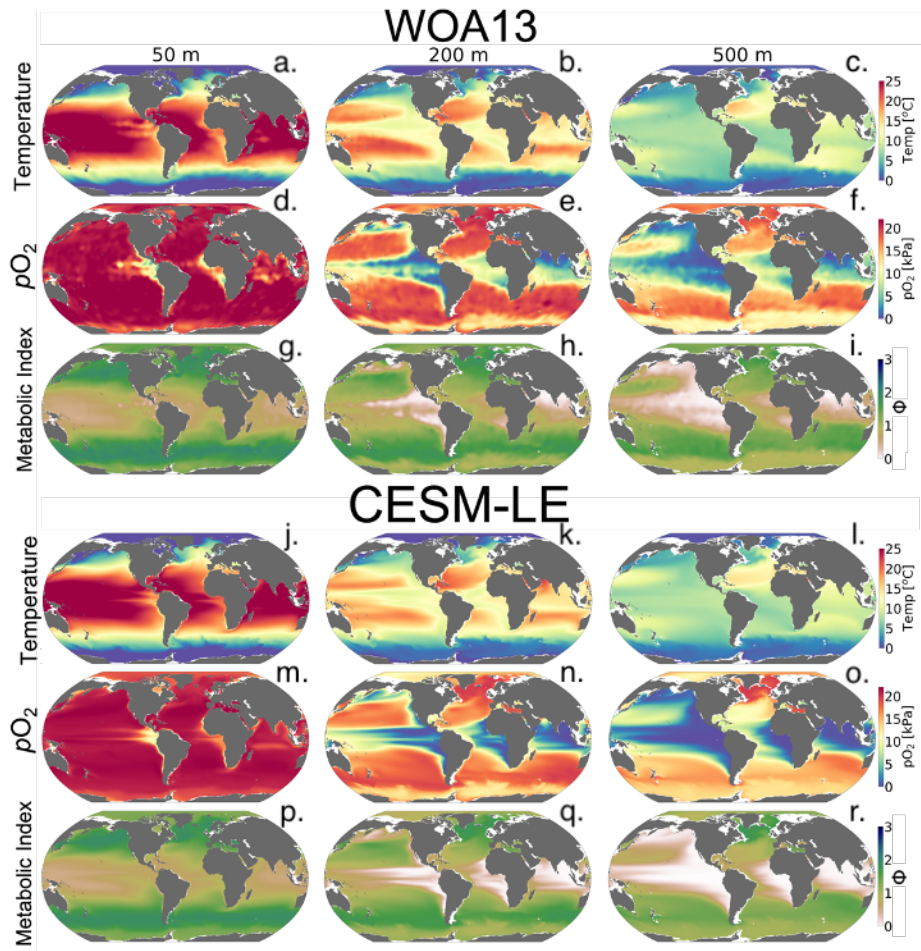 WOA13
50 m
200 m
500 m
Temperature
a.
b.
c.
25
20
15
10
5
0
Temp [°C]
pO₂
d.
e.
f.
20
15
10
5
0
pO₂ [kPa]
Metabolic Index
g.
h.
i.
3
2
1
0
Φ
CESM-LE
Temperature
j.
k.
l.
25
20
15
10
5
0
Temp [°C]
pO₂
m.
n.
o.
20
15
10
5
0
pO₂ [kPa]
Metabolic Index
p.
q.
r.
3
2
1
0
Φ